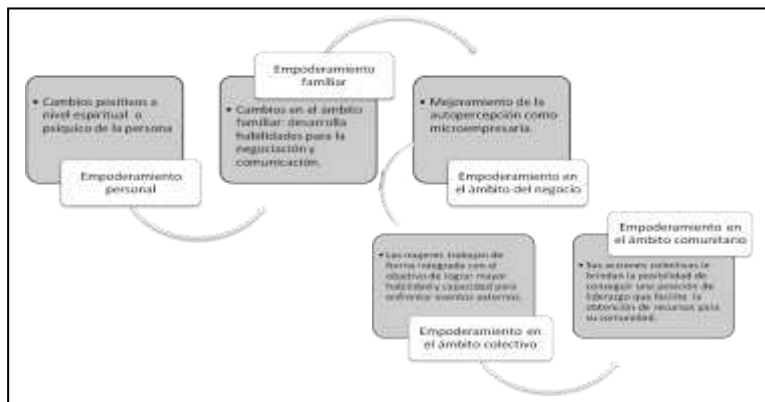 • Cambios positivos a
nivel espiritual o
psíquico de la persona
Empoderamiento
personal
Empoderamiento
familiar
• Cambios en el ámbito
familiar: desarrolla
habilidades para la
negociación y
comunicación.
• Mejoramiento de la
autopercepción como
microempresaria.
Empoderamiento en
el ámbito del negocio
• Las mujeres trabajan de
forma integrada con el
objetivo de lograr mayor
habilidad y capacidad para
enfrentar eventos externos.
Empoderamiento en
el ámbito colectivo
Empoderamiento en
el ámbito comunitario
• Sus acciones colectivas le
brindan la posibilidad de
conseguir una posición de
liderazgo que facilite la
obtención de recursos para
su comunidad.